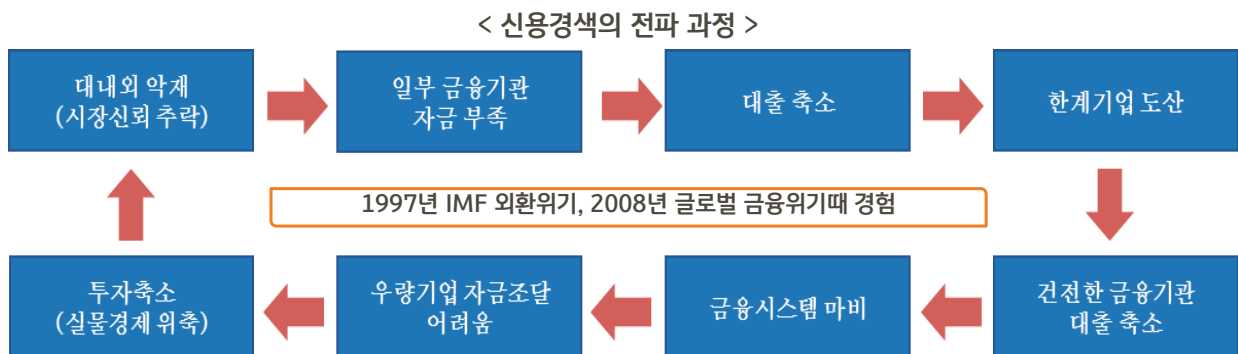 < 신용경색의 전파 과정 >
대내외 악재
(시장신뢰 추락)
일부 금융기관
자금 부족
대출 축소
한계기업 도산
1997년 IMF 외환위기, 2008년 글로벌 금융위기때 경험
건전한 금융기관
대출 축소
금융시스템 마비
우량기업 자금조달
어려움
투자축소
(실물경제 위축)